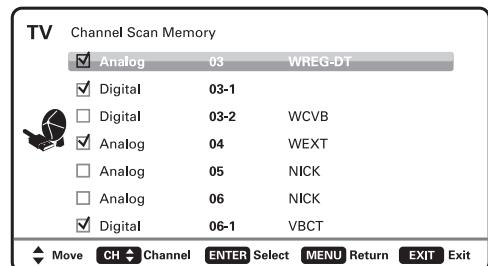 TV Channel Scan Memory
Analog 03 WREG-DT
Digital 03-1
Digital 03-2 WCVB
Analog 04 WEXT
Analog 05 NICK
Analog 06 NICK
Digital 06-1 VBCT
Move CH Channel ENTER Select MENU Return EXIT Exit